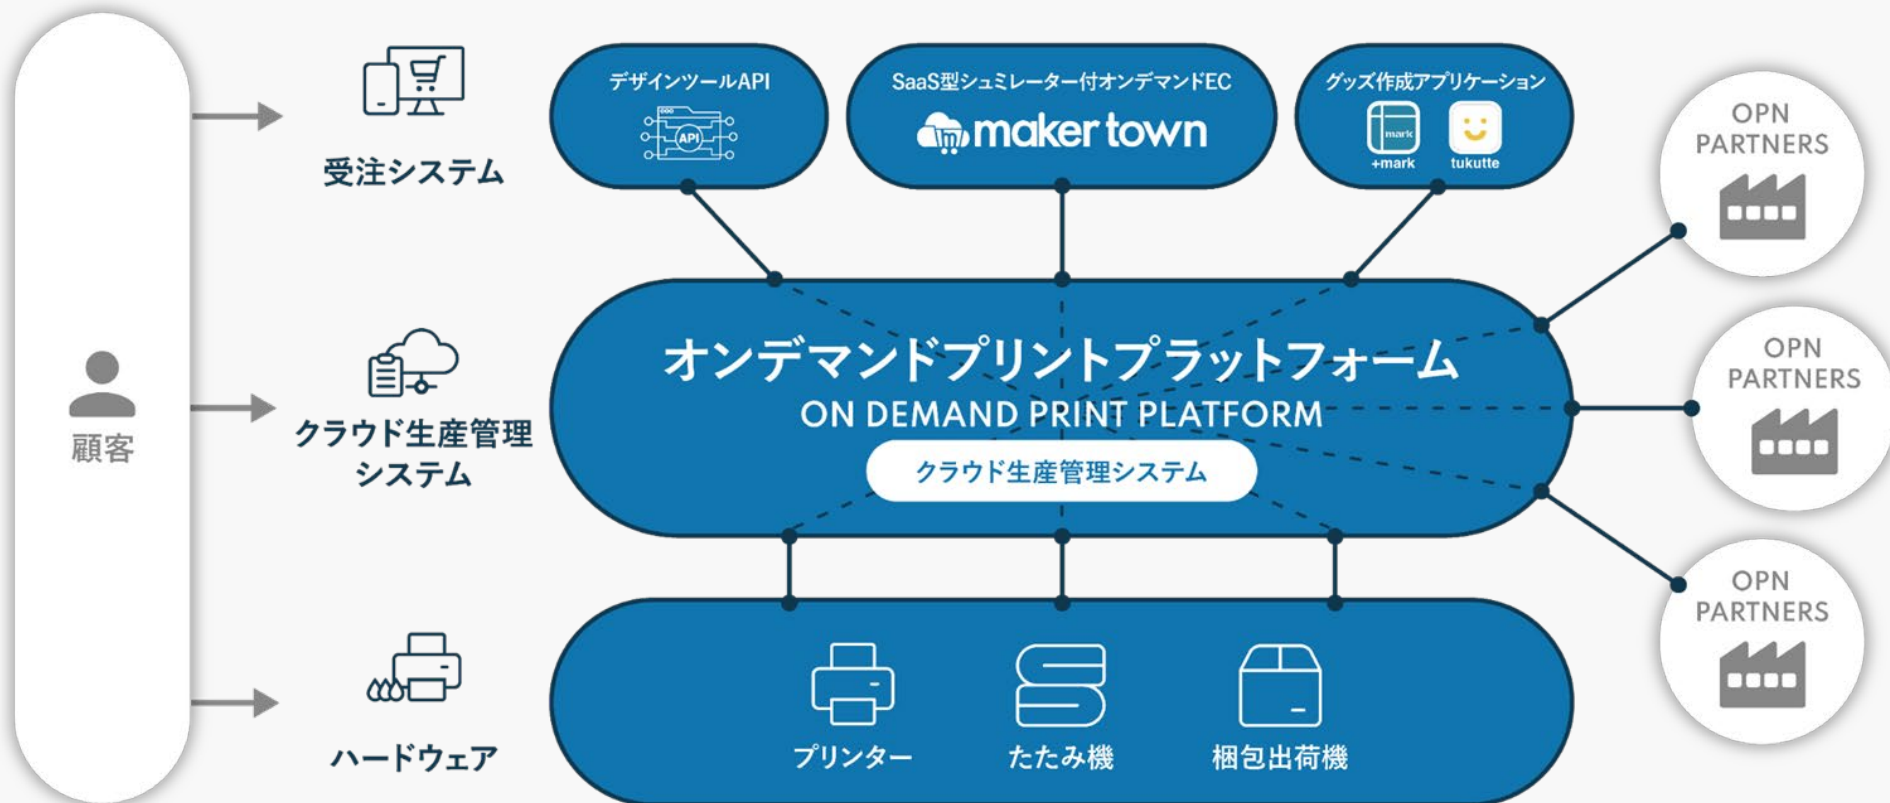 顧客
受注システム
デザインツールAPI
API
SaaS型シュミレーター付オンデマンドEC
maker town
グッズ作成アプリケーション
mark
+mark
tukutte
クラウド生産管理
システム
オンデマンドプリントプラットフォーム
ON DEMAND PRINT PLATFORM
クラウド生産管理システム
ハードウェア
プリンター
たたみ機
梱包出荷機
OPN
PARTNERS
OPN
PARTNERS
OPN
PARTNERS